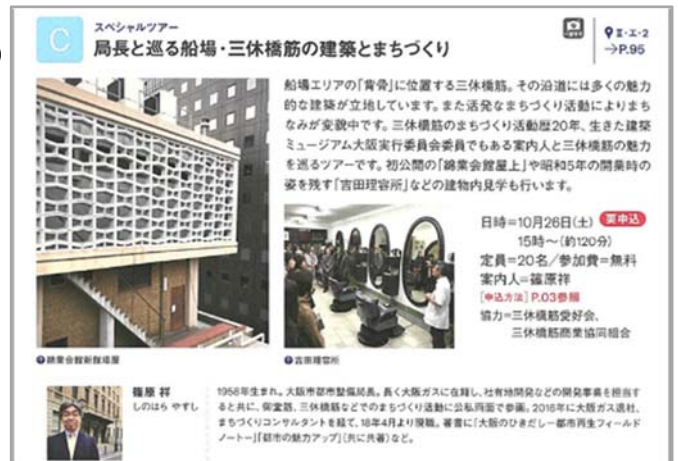 C
スペシャルツアー
局長と巡る船場・三休橋筋の建築とまちづくり
Ⅱ-エ-2
→P.95
船場エリアの「背骨」に位置する三休橋筋。その沿道には多くの魅力
的な建築が立地しています。また活発なまちづくり活動によりまち
なみが変貌中です。三休橋筋のまちづくり活動歴20年、生きた建築
ミュージアム大阪実行委員会委員でもある案内人と三休橋筋の魅力
を巡るツアーです。初公開の「綿業会館屋上」や昭和5年の開業時の
姿を残す「吉田理容所」などの建物内見学も行います。
日時=10月26日(土) 要申込
15時〜(約120分)
定員=20名/参加費=無料
案内人=篠原祥
[申込方法] P.03参照
協力=三休橋筋愛好会、
三休橋筋商業協同組合
綿業会館新館塔屋
吉田理容所
篠原 祥
しのはら やすし
1958年生まれ。大阪市都市整備局長。長く大阪ガスに在籍し、社有地開発などの開発事業を担当す
ると共に、御堂筋、三休橋筋などでのまちづくり活動に公私両面で参画。2016年に大阪ガス退社、
まちづくりコンサルタントを経て、18年4月より現職。著書に「大阪のひきだし―都市再生フィールド
ノート―」「都市の魅力アップ」(共に共著)など。